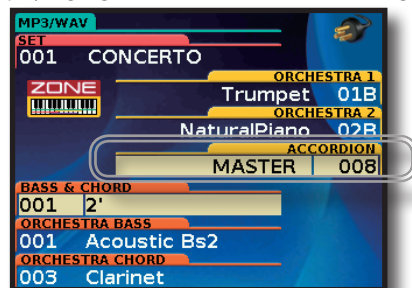 MP3/WAV
SET
001 CONCERTO
ZONE
ORCHESTRA 1
Trumpet 01B
ORCHESTRA 2
NaturalPiano 02B
ACCORDION
MASTER 008
BASS & CHORD
001 2'
ORCHESTRA BASS
001 Acoustic Bs2
ORCHESTRA CHORD
003 Clarinet